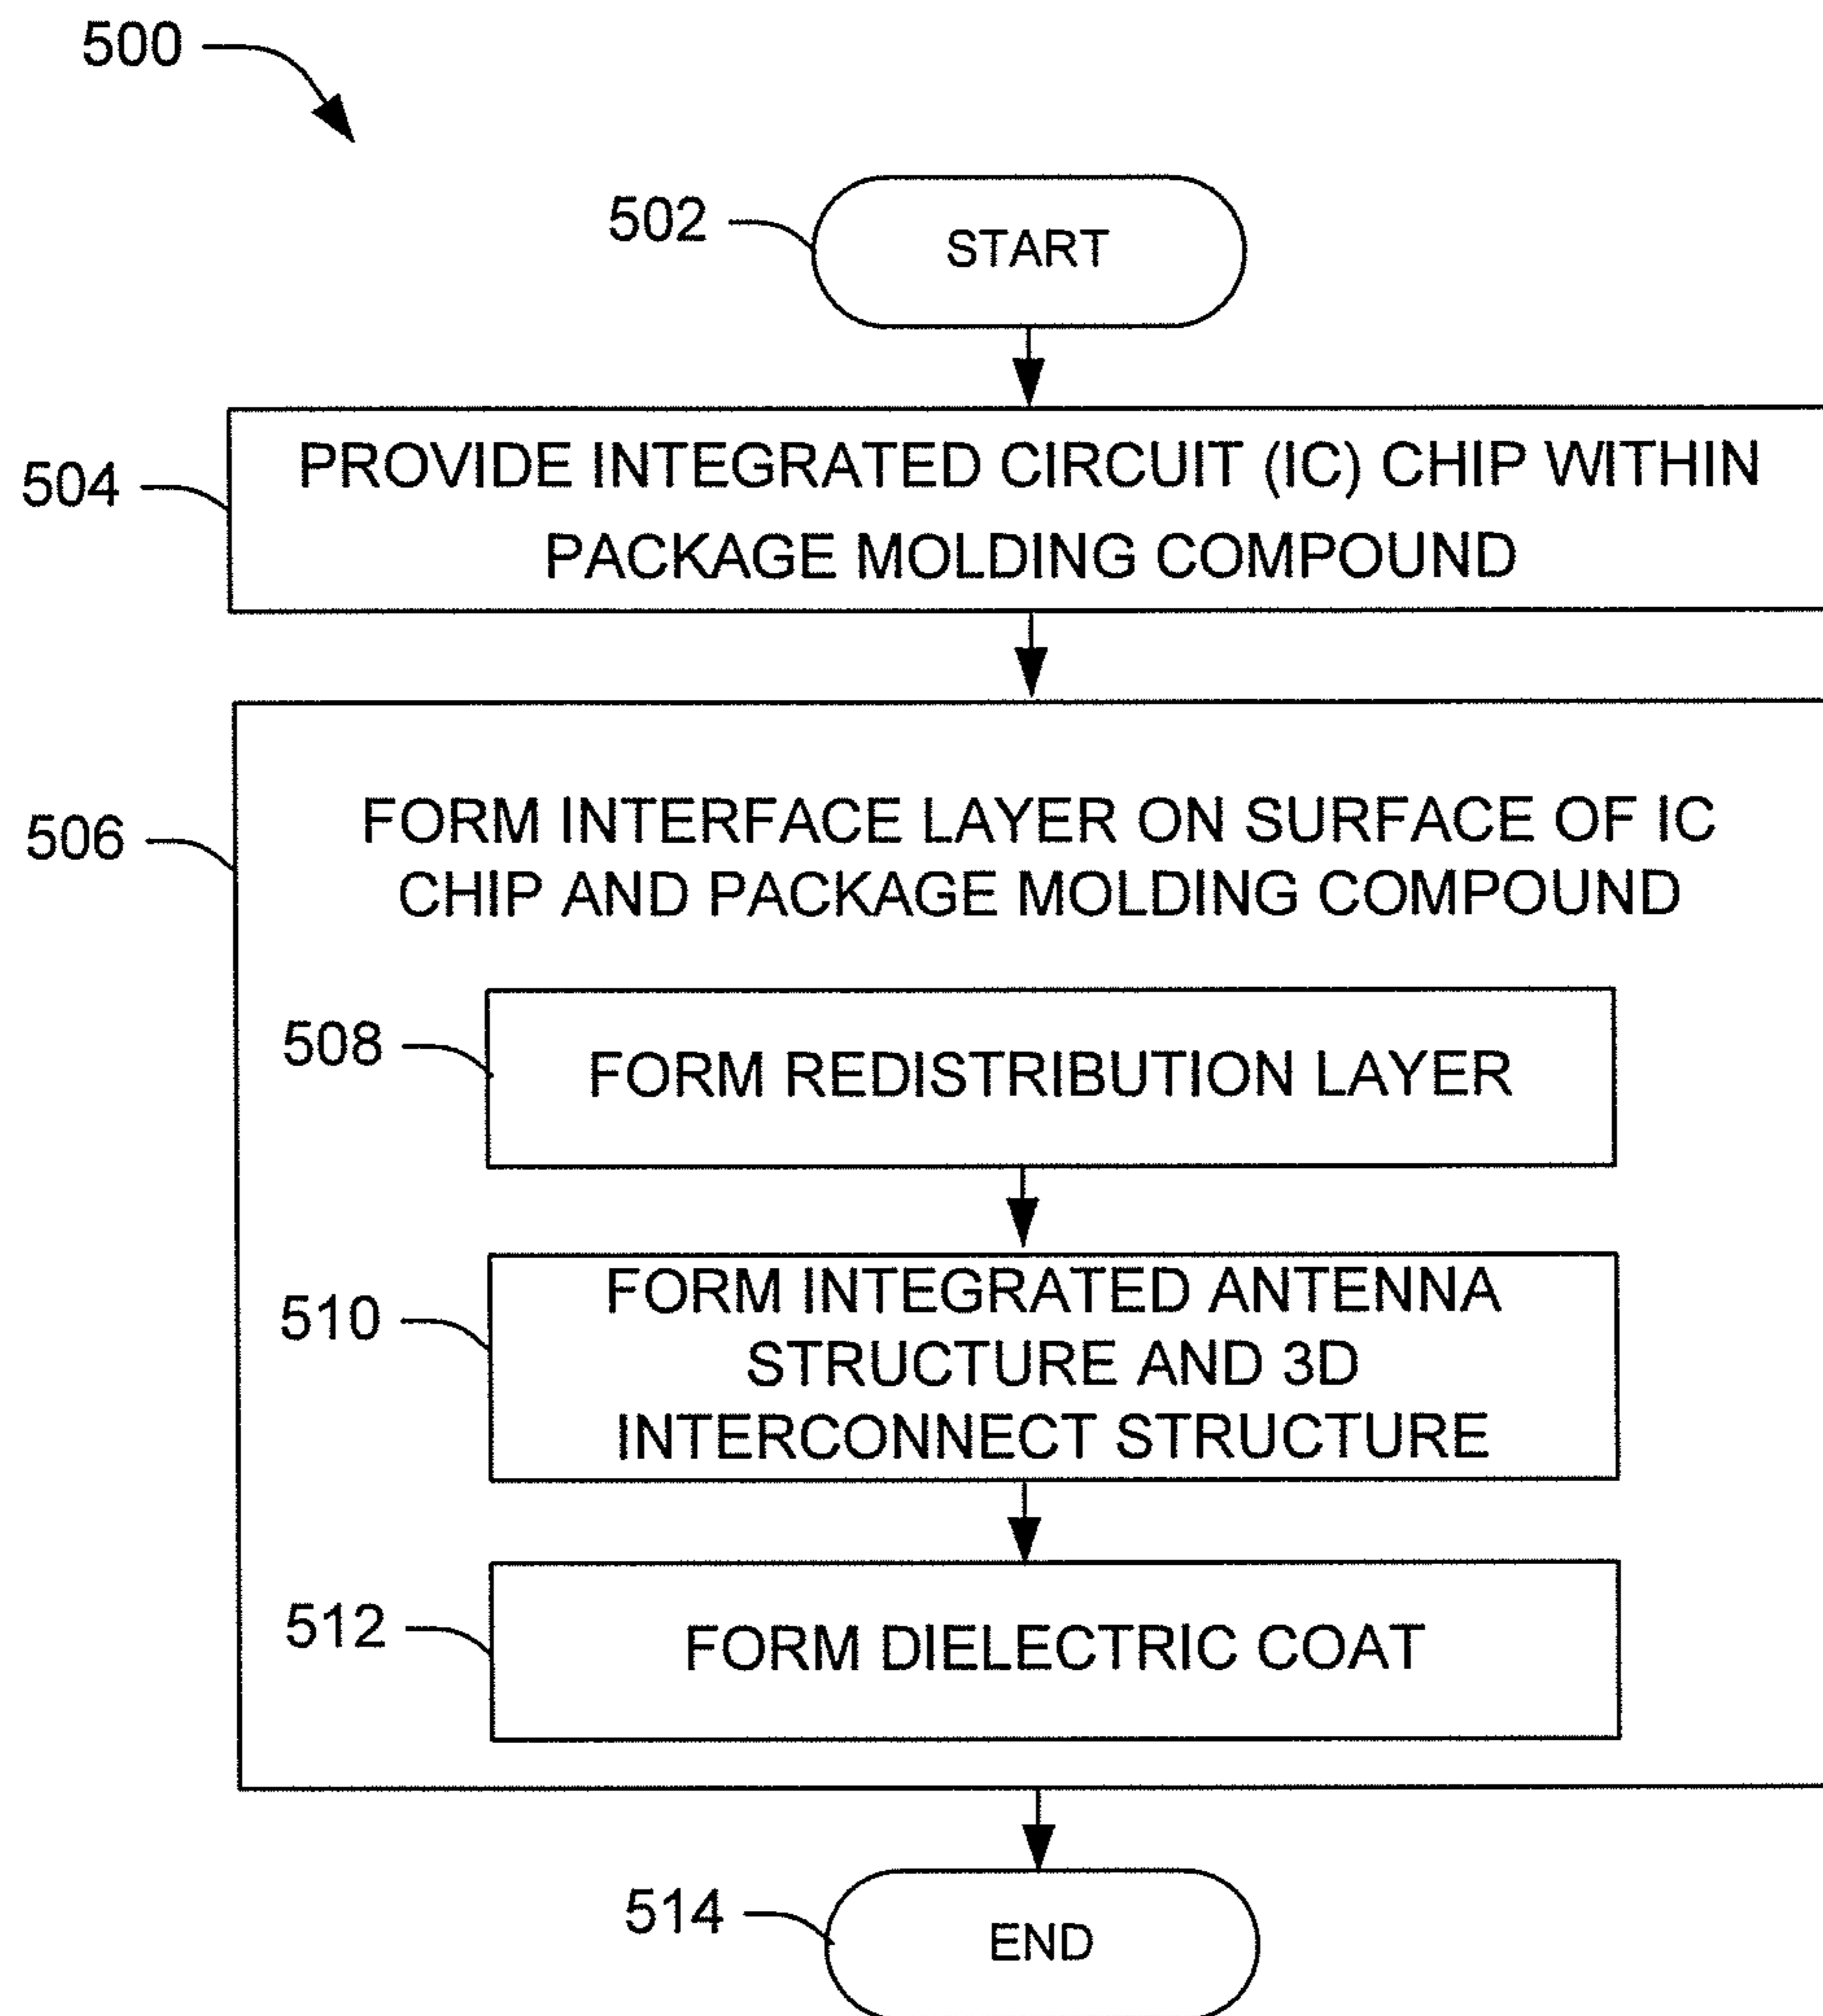 500
502
START
504
PROVIDE INTEGRATED CIRCUIT (IC) CHIP WITHIN
PACKAGE MOLDING COMPOUND
506
FORM INTERFACE LAYER ON SURFACE OF IC
CHIP AND PACKAGE MOLDING COMPOUND
508
FORM REDISTRIBUTION LAYER
510
FORM INTEGRATED ANTENNA
STRUCTURE AND 3D
INTERCONNECT STRUCTURE
512
FORM DIELECTRIC COAT
514
END